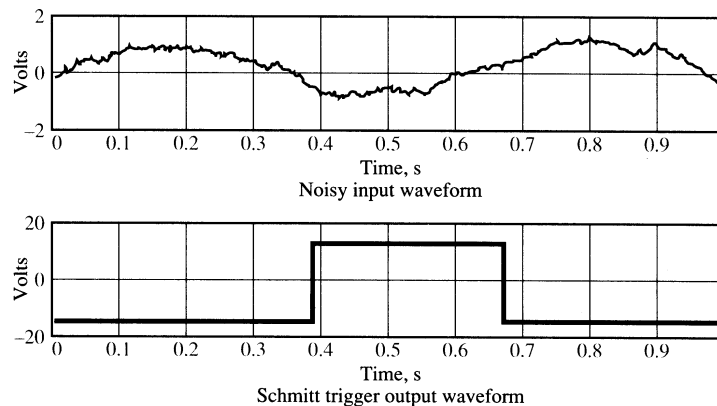 2
Volts
0
−2
0 0.1 0.2 0.3 0.4 0.5 0.6 0.7 0.8 0.9
Time, s
Noisy input waveform
20
Volts
0
−20
0 0.1 0.2 0.3 0.4 0.5 0.6 0.7 0.8 0.9
Time, s
Schmitt trigger output waveform